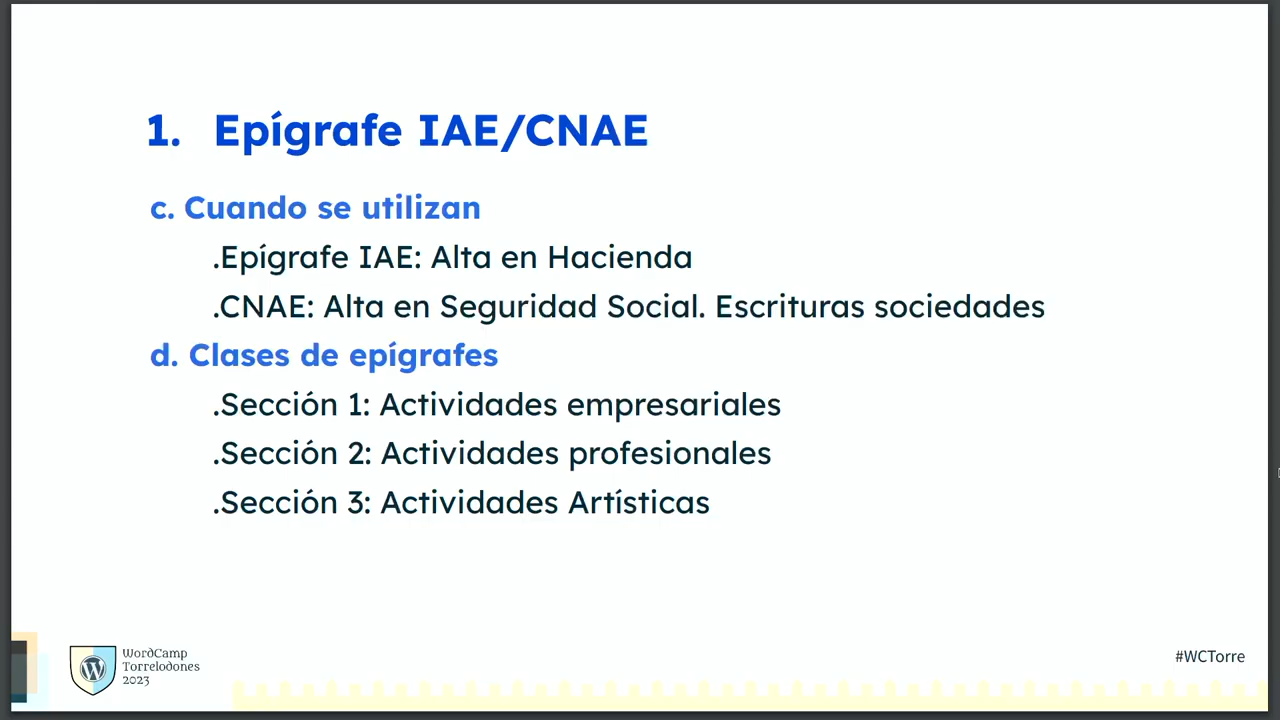 1. Epígrafe IAE/CNAE
c. Cuando se utilizan
.Epígrafe IAE: Alta en Hacienda
.CNAE: Alta en Seguridad Social. Escrituras sociedades
d. Clases de epígrafes
.Sección 1: Actividades empresariales
.Sección 2: Actividades profesionales
.Sección 3: Actividades Artísticas
WordCamp
Torrelodones
2023
#WCTorre